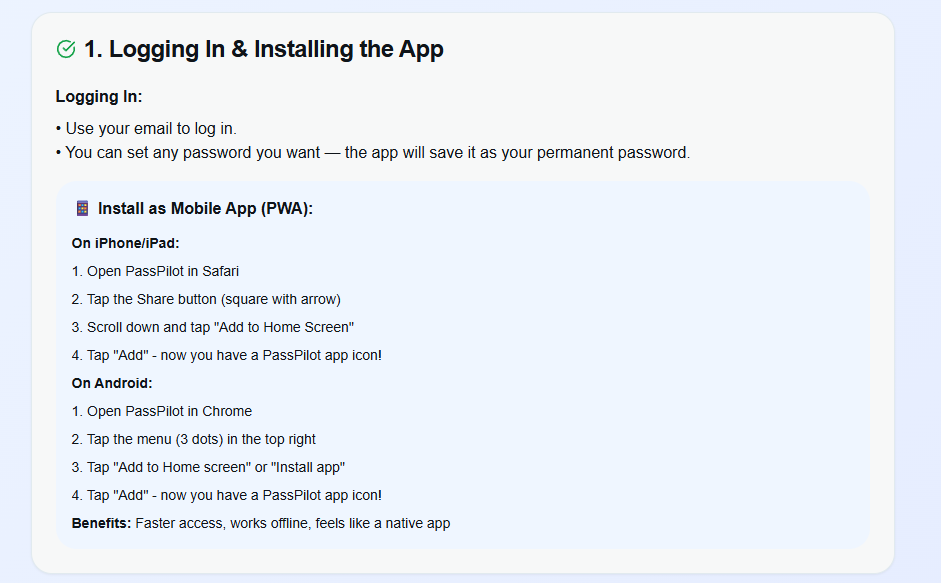 1. Logging In & Installing the App
Logging In:
• Use your email to log in.
• You can set any password you want — the app will save it as your permanent password.
Install as Mobile App (PWA):
On iPhone/iPad:
1. Open PassPilot in Safari
2. Tap the Share button (square with arrow)
3. Scroll down and tap "Add to Home Screen"
4. Tap "Add" - now you have a PassPilot app icon!
On Android:
1. Open PassPilot in Chrome
2. Tap the menu (3 dots) in the top right
3. Tap "Add to Home screen" or "Install app"
4. Tap "Add" - now you have a PassPilot app icon!
Benefits: Faster access, works offline, feels like a native app